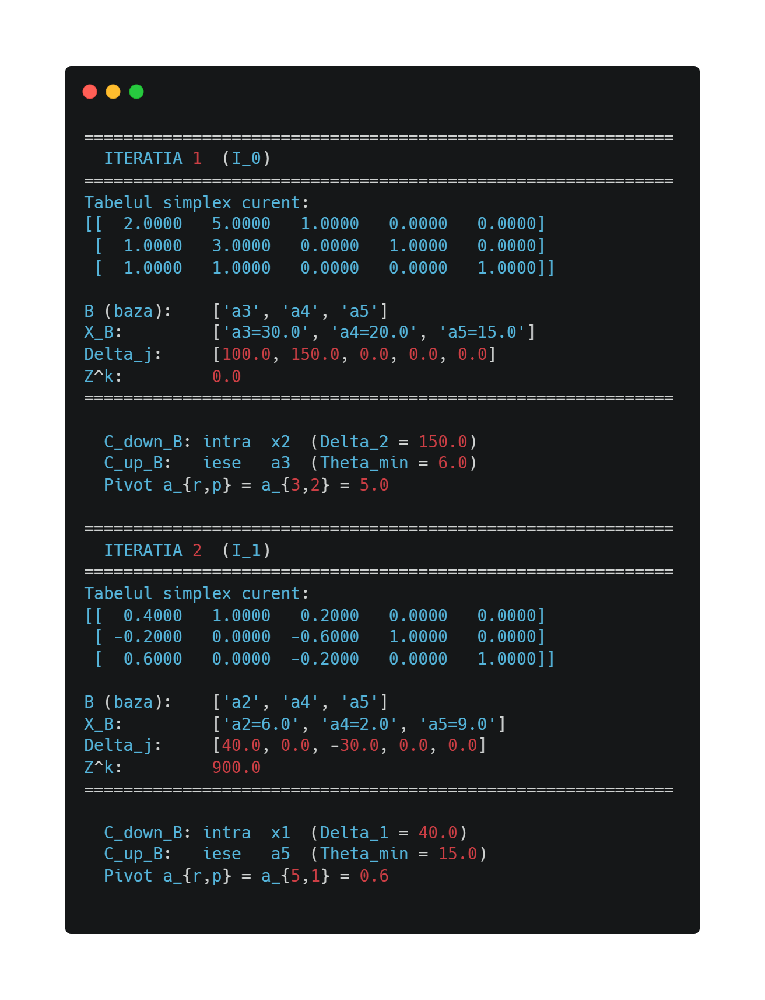 ============================================================
  ITERATIA 1  (I_0)
============================================================
Tabelul simplex curent:
[[  2.0000   5.0000   1.0000   0.0000   0.0000]
 [  1.0000   3.0000   0.0000   1.0000   0.0000]
 [  1.0000   1.0000   0.0000   0.0000   1.0000]]

B (baza):    ['a3', 'a4', 'a5']
X_B:         ['a3=30.0', 'a4=20.0', 'a5=15.0']
Delta_j:     [100.0, 150.0, 0.0, 0.0, 0.0]
Z^k:         0.0
============================================================

  C_down_B: intra  x2  (Delta_2 = 150.0)
  C_up_B:   iese   a3  (Theta_min = 6.0)
  Pivot a_{r,p} = a_{3,2} = 5.0

============================================================
  ITERATIA 2  (I_1)
============================================================
Tabelul simplex curent:
[[  0.4000   1.0000   0.2000   0.0000   0.0000]
 [ -0.2000   0.0000  -0.6000   1.0000   0.0000]
 [  0.6000   0.0000  -0.2000   0.0000   1.0000]]

B (baza):    ['a2', 'a4', 'a5']
X_B:         ['a2=6.0', 'a4=2.0', 'a5=9.0']
Delta_j:     [40.0, 0.0, -30.0, 0.0, 0.0]
Z^k:         900.0
============================================================

  C_down_B: intra  x1  (Delta_1 = 40.0)
  C_up_B:   iese   a5  (Theta_min = 15.0)
  Pivot a_{r,p} = a_{5,1} = 0.6